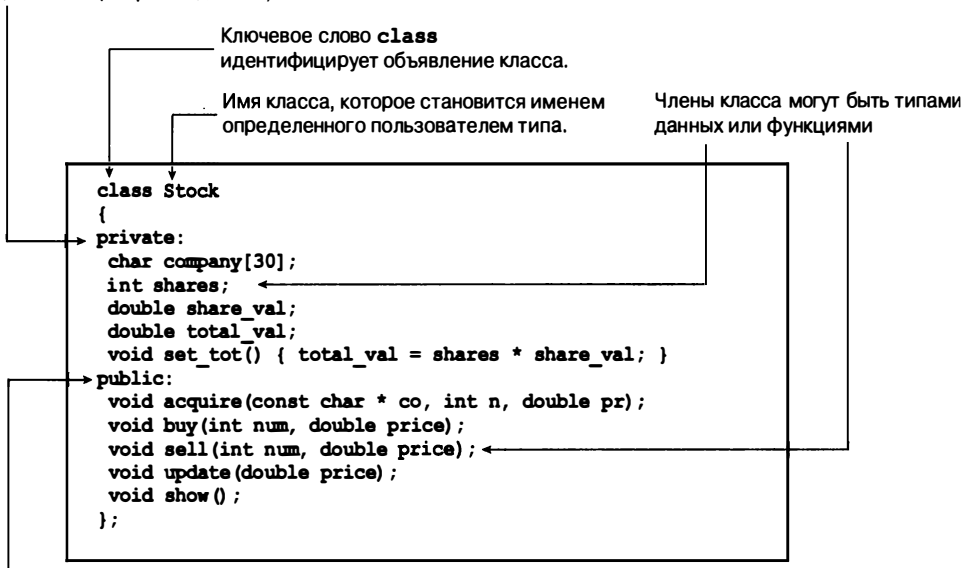 Ключевое слово class
идентифицирует объявление класса.
Имя класса, которое становится именем
определенного пользователем типа.
Члены класса могут быть типами
данных или функциями
class Stock
{
private:
char company[30];
int shares;
double share_val;
double total_val;
void set_tot() { total_val = shares * share_val; }
public:
void acquire(const char * co, int n, double pr);
void buy(int num, double price);
void sell(int num, double price);
void update(double price);
void show();
};